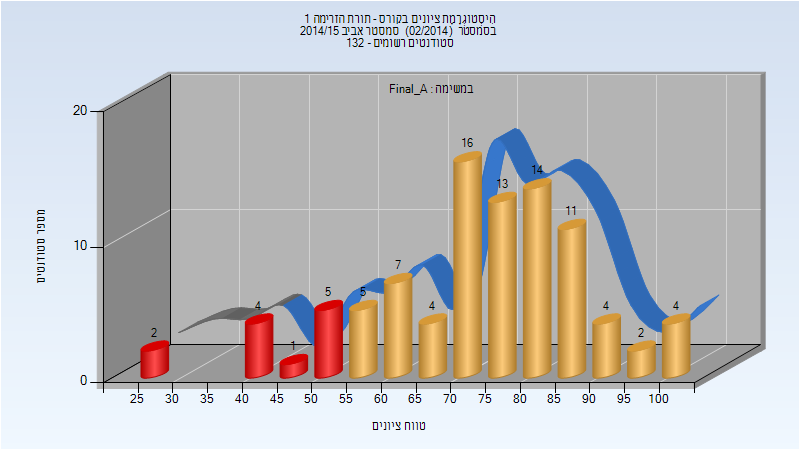 היסטוגרמת ציונים בקורס - תורת הזרימה 1
בסמסטר (02/2014) סמסטר אביב 2014/15
סטודנטים רשומים - 132
במשימה : Final_A
מספר סטודנטים
20
10
0
2
4
1
5
5
7
4
16
13
14
11
4
2
4
25 30 35 40 45 50 55 60 65 70 75 80 85 90 95 100
טווח ציונים